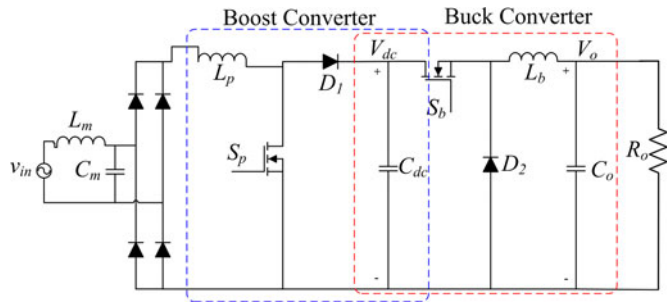 Boost Converter Buck Converter
L_p D_1 V_dc S_b L_b V_o
+ +
L_m C_m v_in
S_p C_dc D_2 C_o R_o
- -